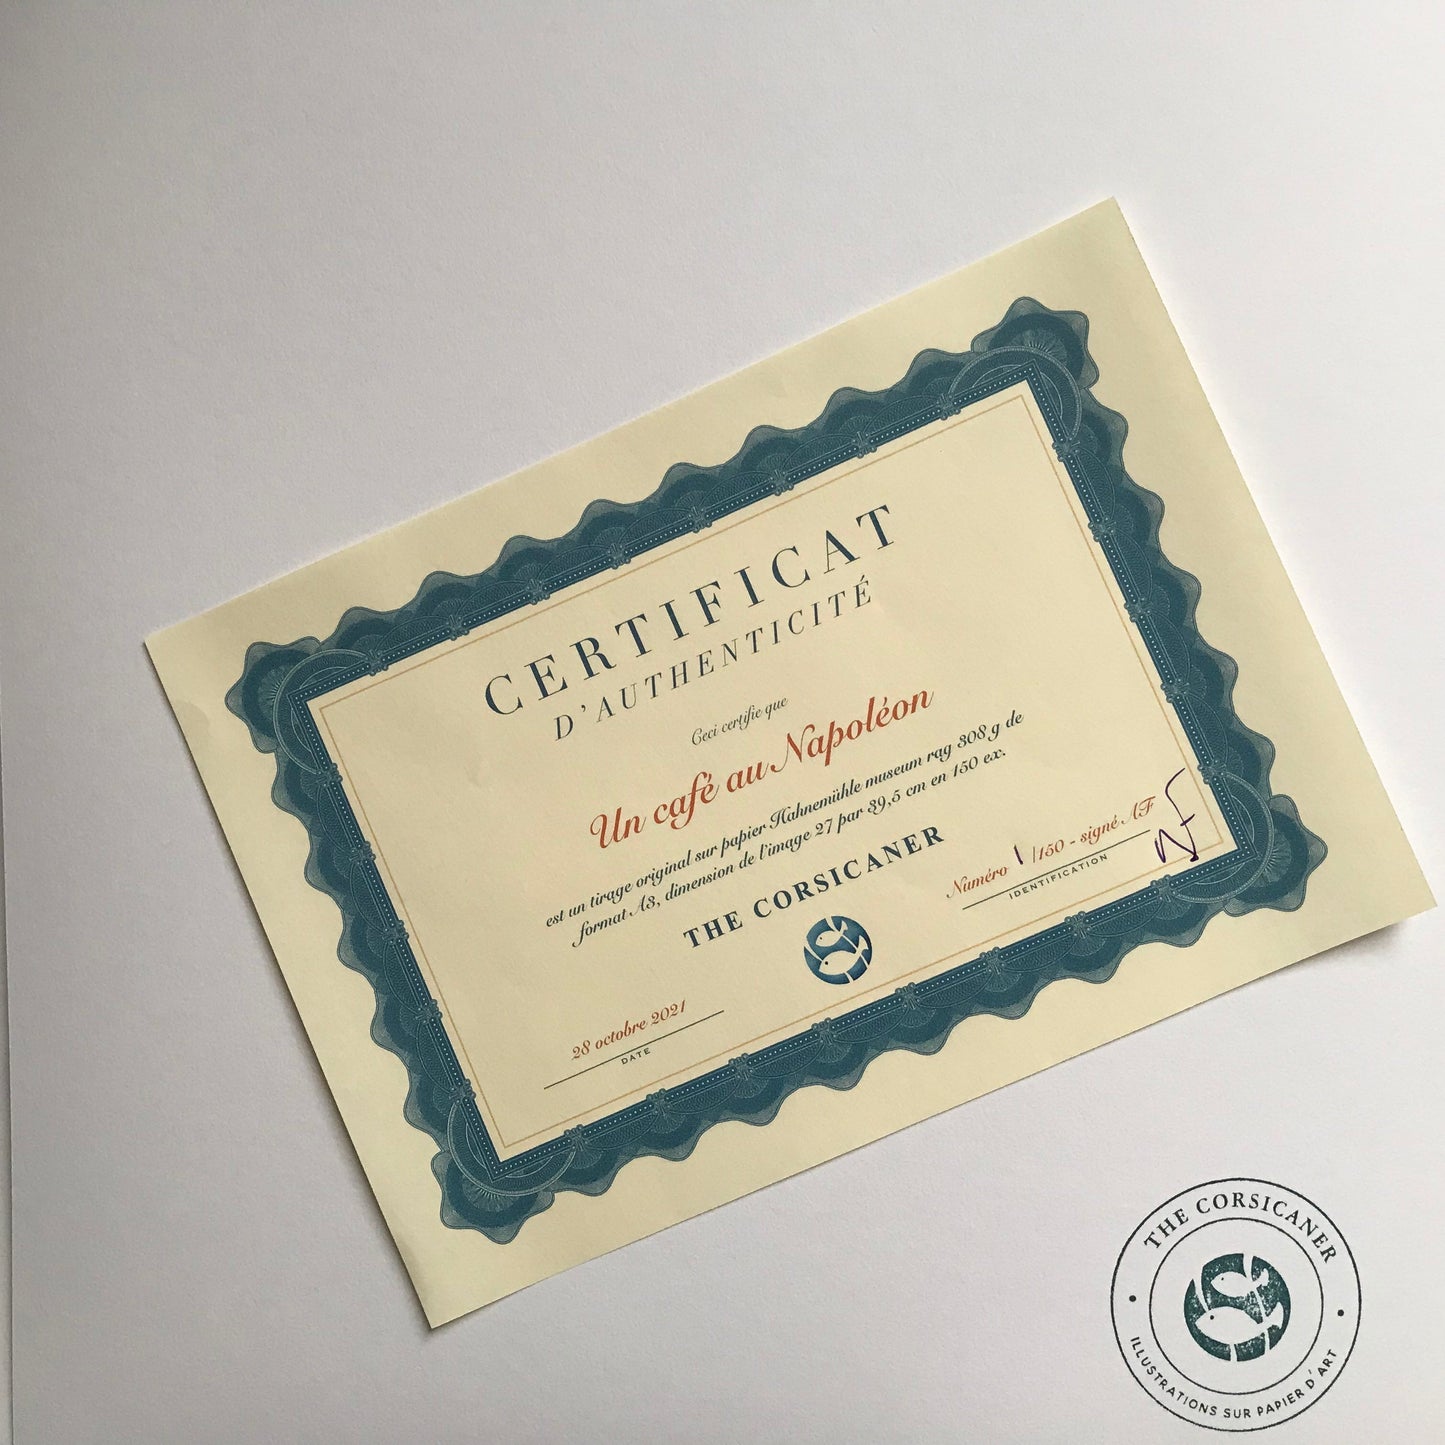 CERTIFICAT
D'AUTHENTICITÉ
Ceci certifie que
Un café au Napoléon
est un tirage original sur papier Hahnemühle museum rag 308 g de
format A3, dimension de l'image 27 par 39,5 cm en 150 ex.
THE CORSICANER
Numéro 1 /150 - signé AF
IDENTIFICATION
AF
28 octobre 2021
DATE
THE CORSICANER
ILLUSTRATIONS SUR PAPIER D'ART